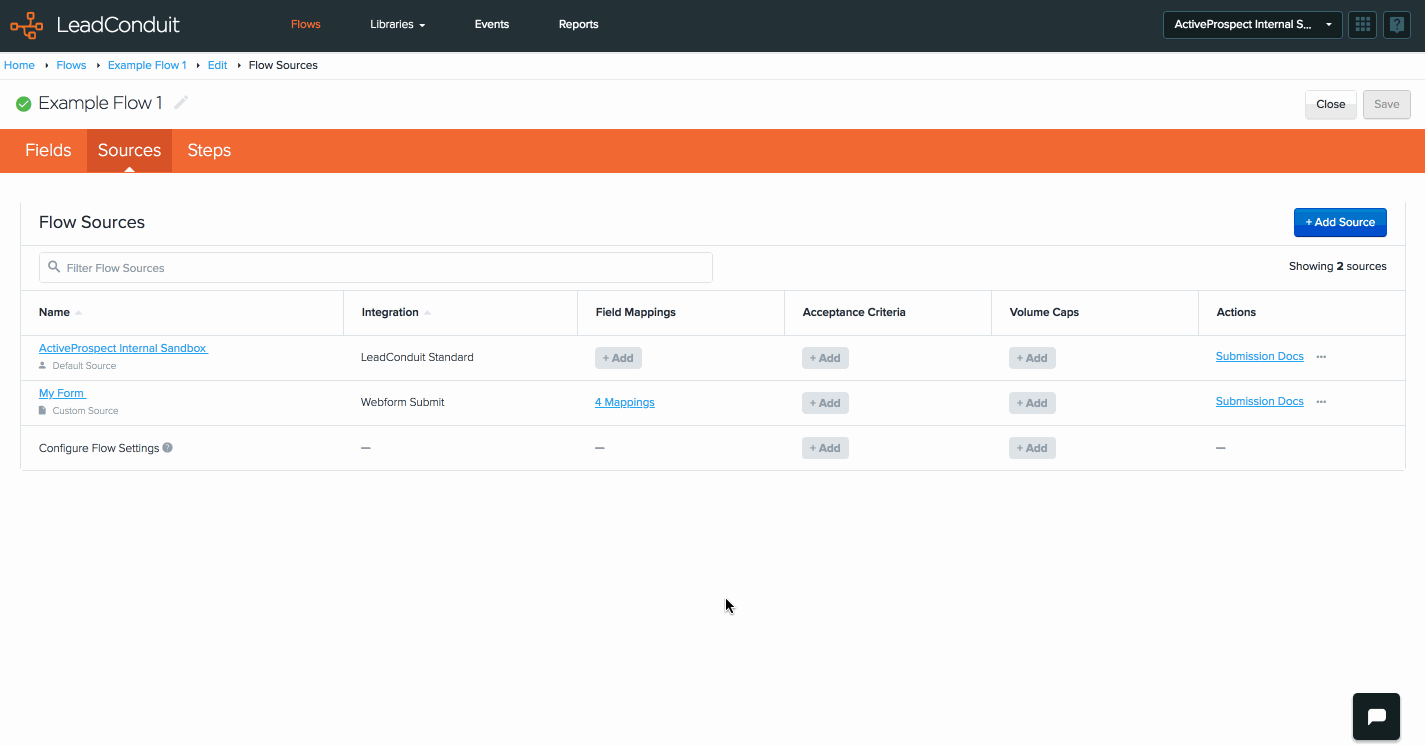 LeadConduit Flows Libraries Events Reports ActiveProspect Internal S... ?
Home Flows Example Flow 1 Edit Flow Sources
Example Flow 1 Close Save
Fields Sources Steps
Flow Sources + Add Source
Filter Flow Sources Showing 2 sources
Name Integration Field Mappings Acceptance Criteria Volume Caps Actions
ActiveProspect Internal Sandbox LeadConduit Standard + Add + Add + Add Submission Docs ...
Default Source
My Form Webform Submit 4 Mappings + Add + Add Submission Docs ...
Custom Source
Configure Flow Settings ? — — + Add + Add —